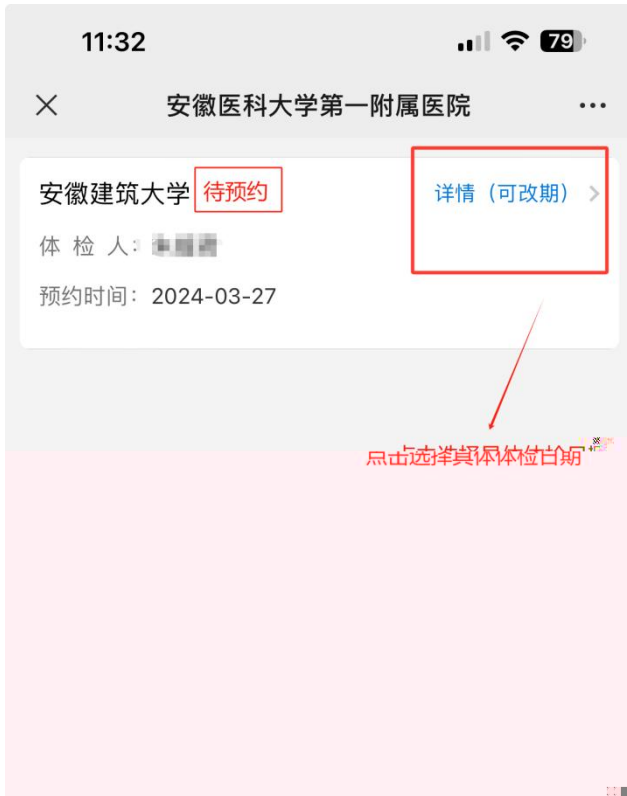 11:32 79
安徽医科大学第一附属医院
安徽建筑大学 待预约 详情（可改期）
体 检 人：
预约时间：2024-03-27
点击选择具体体检日期